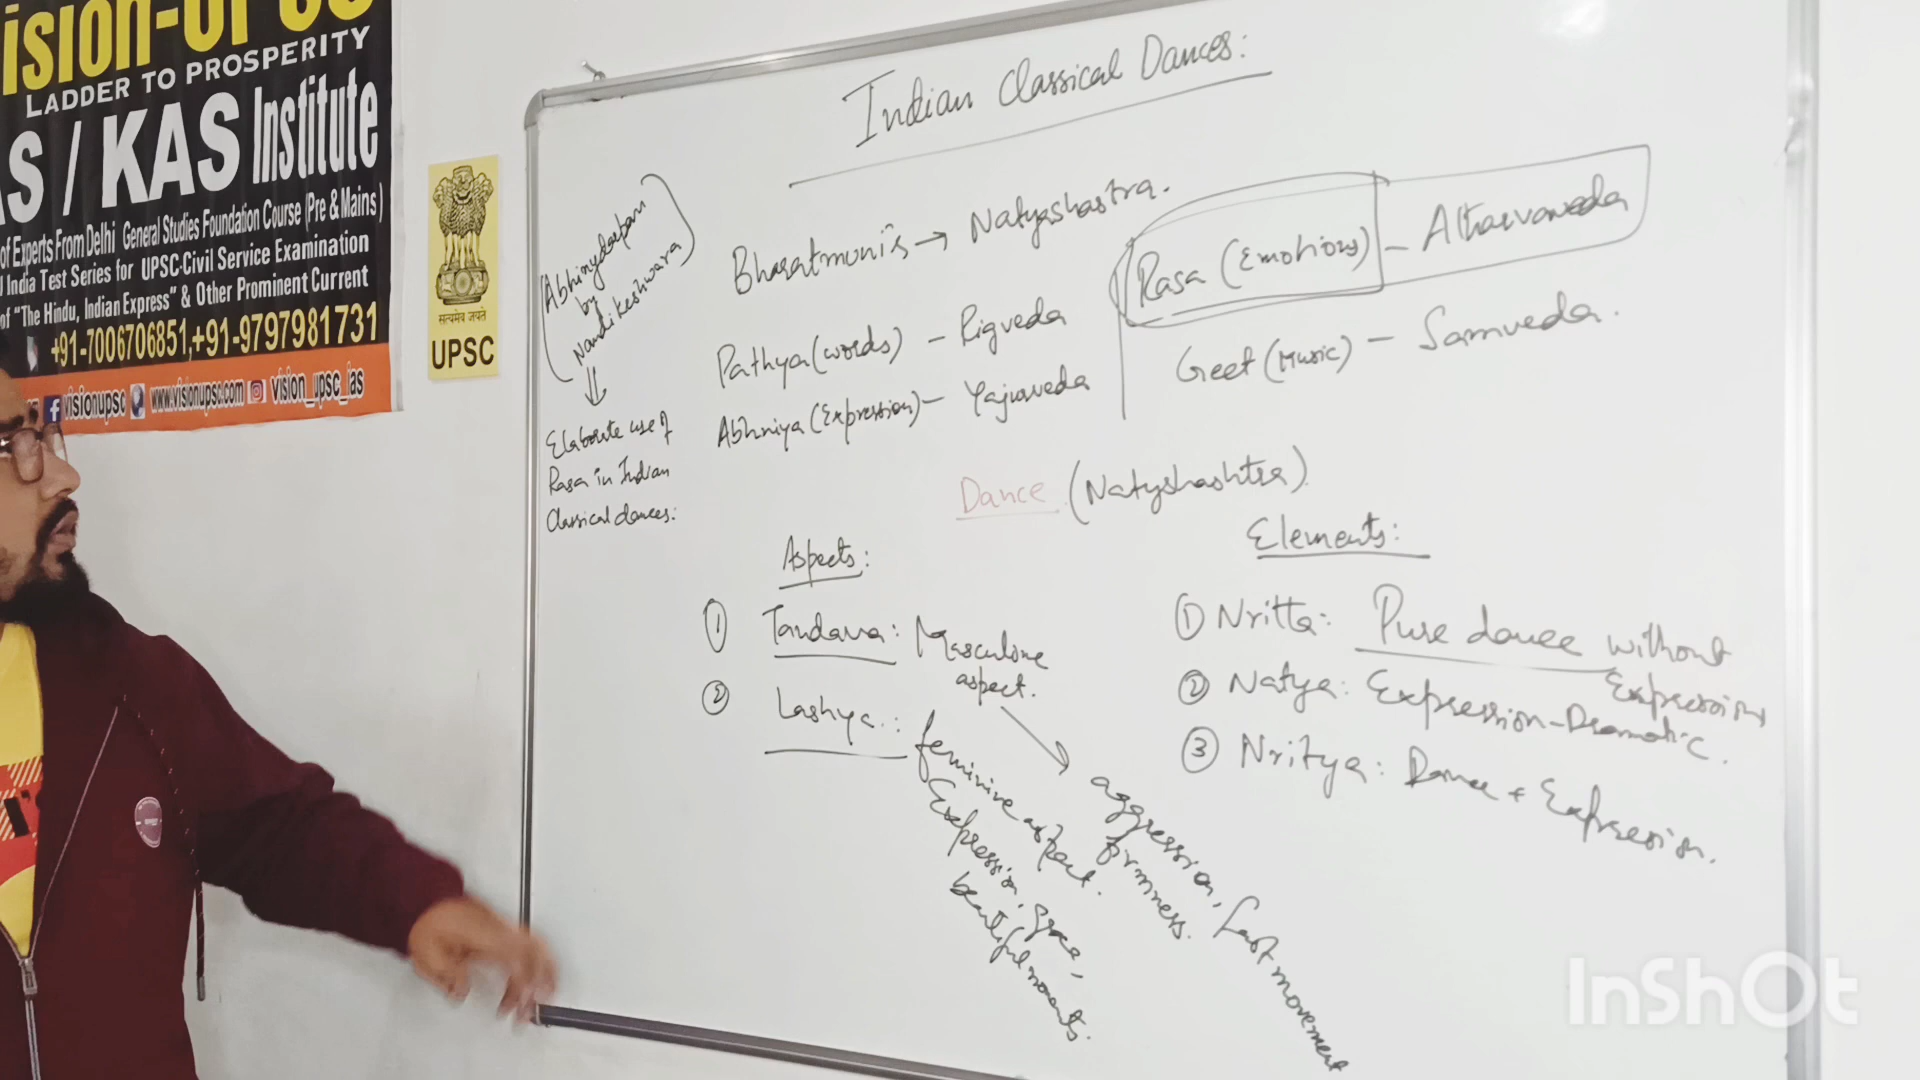 ision-UPSC
LADDER TO PROSPERITY
AS / KAS Institute
of Experts From Delhi General Studies Foundation Course (Pre & Mains)
India Test Series for UPSC-Civil Service Examination
of "The Hindu, Indian Express" & Other Prominent Current
+91-7006706851,+91-9797981731
visionupsc www.visionupsc.com vision_upsc_ias
सत्यमेव जयते
UPSC
Indian Classical Dances:
(Abhinydarpan
by
Nandikeshwara)
Elaborate use of
Rasa in Indian
Classical dances:
Bharatmuni's → Natyashastra.
Pathya (words) - Rigveda
Abhniya (Expression) - Yajurveda
Rasa (Emotions) - Atharvaveda
Geet (Music) - Samveda.
Dance (Natyshashtra)
Aspects:
① Tandava: Masculine
aspect.
aggression, fast movement
firmness.
② Lashya: feminine aspect.
Expression, grace,
beautiful
Elements:
① Nritta: Pure dance without
Expression
② Natya: Expression-Dramatic.
③ Nritya: Dance + Expression.
InShOt